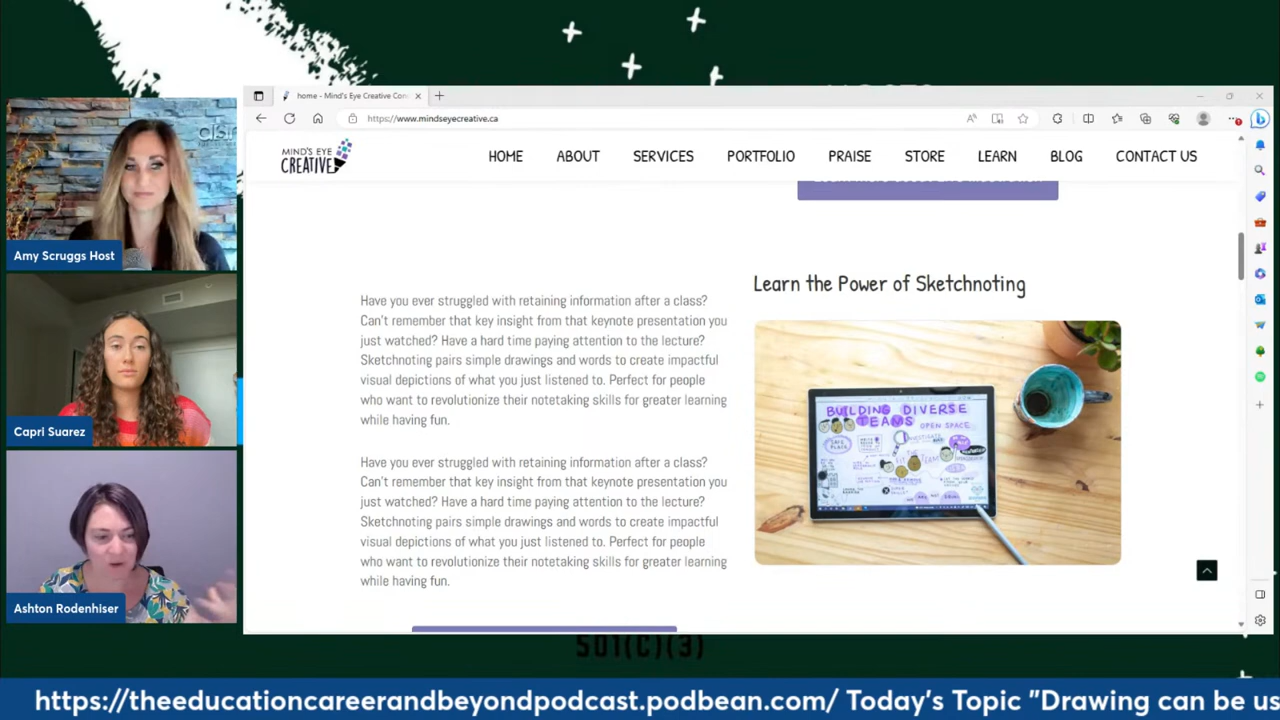 home - Mind's Eye Creative Con
https://www.mindseyecreative.ca
MIND'S EYE
CREATIVE
HOME ABOUT SERVICES PORTFOLIO PRAISE STORE LEARN BLOG CONTACT US
Amy Scruggs Host
Capri Suarez
Ashton Rodenhiser
Have you ever struggled with retaining information after a class?
Can't remember that key insight from that keynote presentation you
just watched? Have a hard time paying attention to the lecture?
Sketchnoting pairs simple drawings and words to create impactful
visual depictions of what you just listened to. Perfect for people
who want to revolutionize their notetaking skills for greater learning
while having fun.
Have you ever struggled with retaining information after a class?
Can't remember that key insight from that keynote presentation you
just watched? Have a hard time paying attention to the lecture?
Sketchnoting pairs simple drawings and words to create impactful
visual depictions of what you just listened to. Perfect for people
who want to revolutionize their notetaking skills for greater learning
while having fun.
Learn the Power of Sketchnoting
BUILDING DIVERSE
TEAMS
OPEN SPACE
501(C)(3)
https://theeducationcareerandbeyondpodcast.podbean.com/ Today's Topic "Drawing can be us